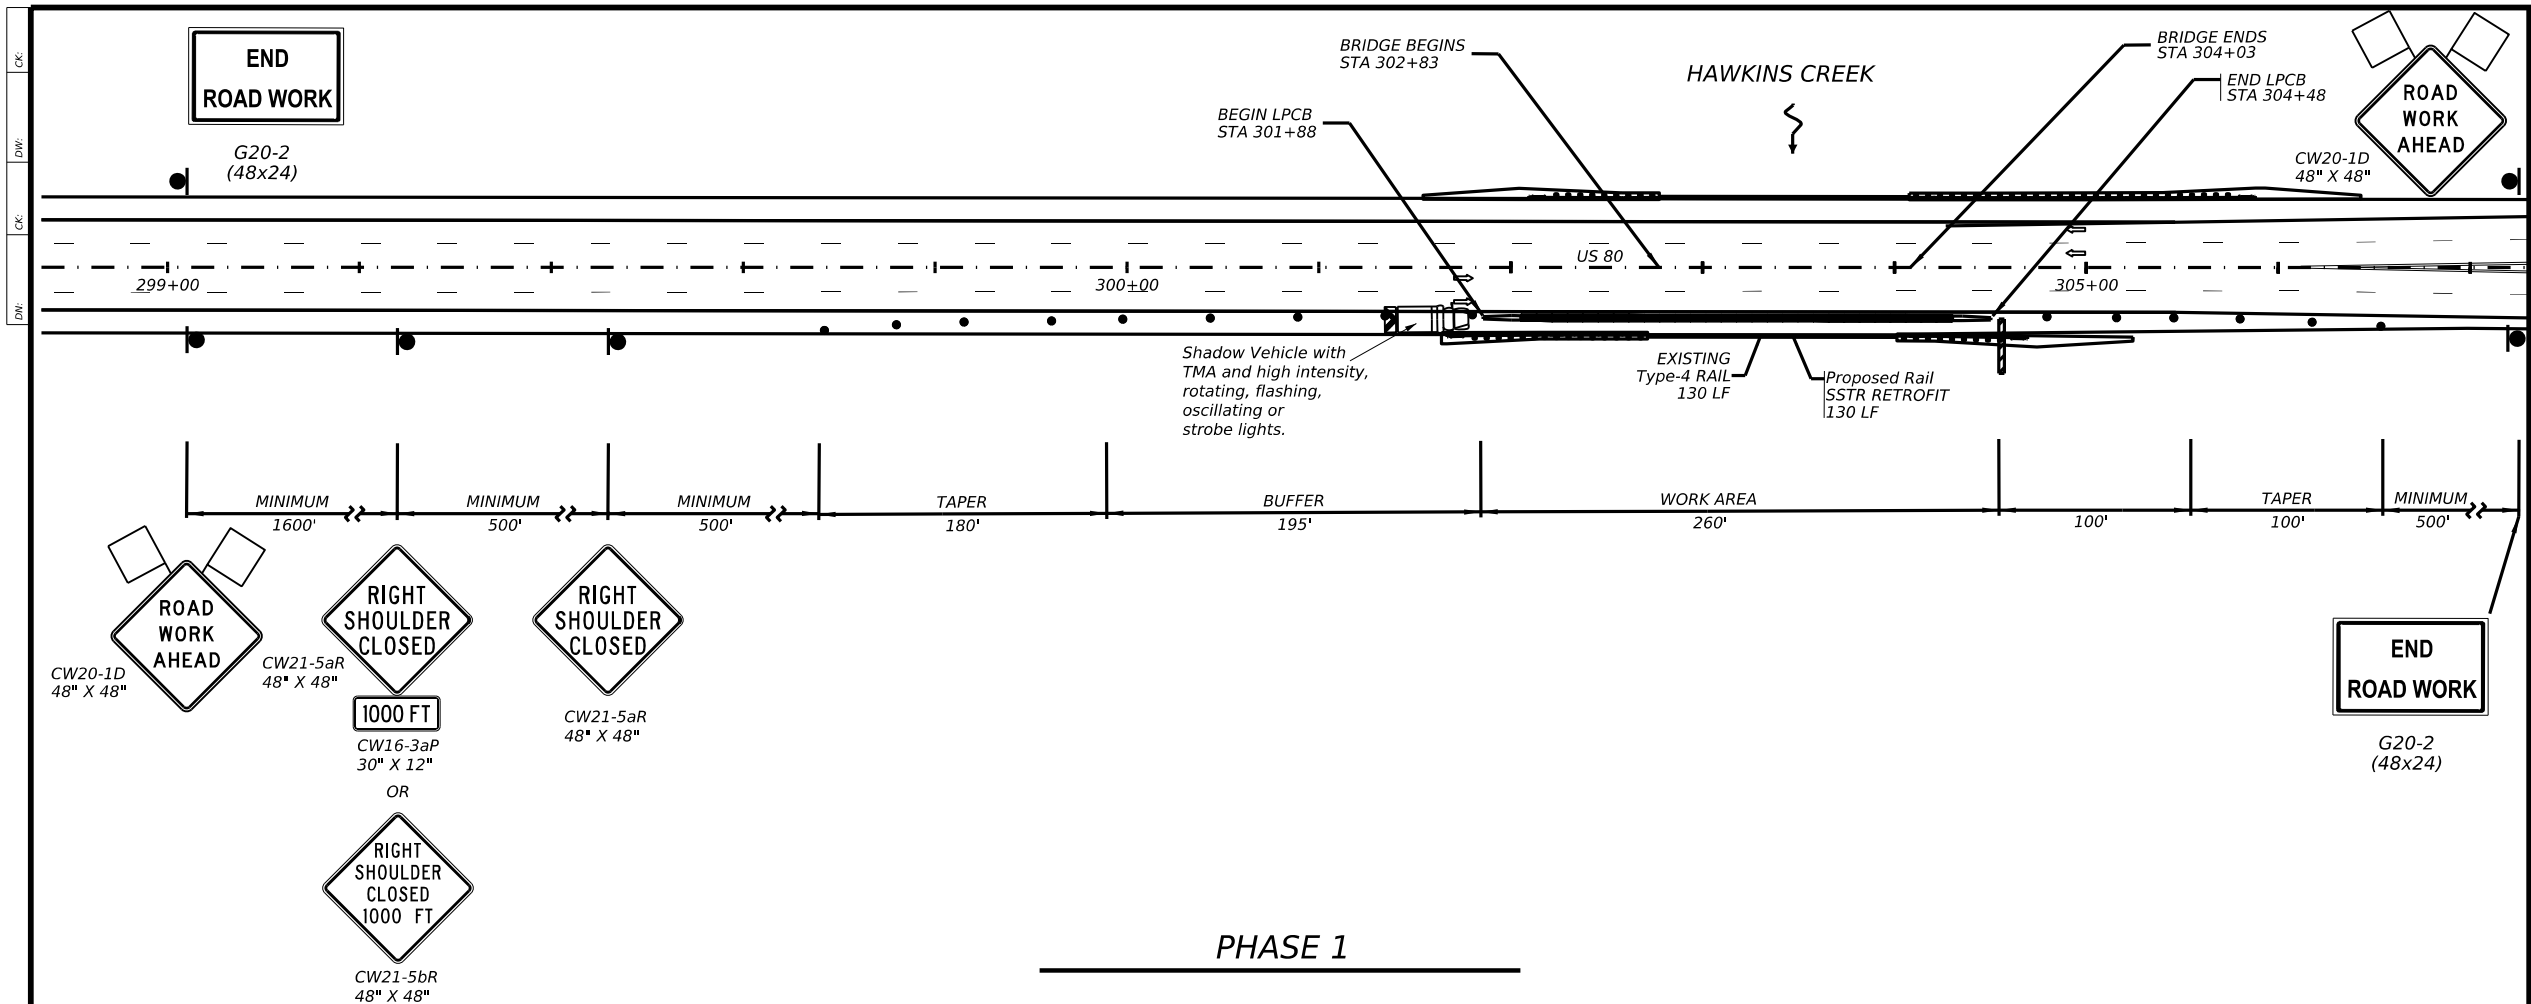 CK:
DW:
CK:
DN:
END
ROAD WORK
G20-2
(48x24)
BRIDGE BEGINS
STA 302+83
BEGIN LPCB
STA 301+88
HAWKINS CREEK
BRIDGE ENDS
STA 304+03
END LPCB
STA 304+48
ROAD
WORK
AHEAD
CW20-1D
48" X 48"
US 80
299+00
300+00
305+00
Shadow Vehicle with
TMA and high intensity,
rotating, flashing,
oscillating or
strobe lights.
EXISTING
Type-4 RAIL
130 LF
Proposed Rail
SSTR RETROFIT
130 LF
MINIMUM
1600'
MINIMUM
500'
MINIMUM
500'
TAPER
180'
BUFFER
195'
WORK AREA
260'
100'
TAPER
100'
MINIMUM
500'
ROAD
WORK
AHEAD
CW20-1D
48" X 48"
RIGHT
SHOULDER
CLOSED
CW21-5aR
48" X 48"
1000 FT
CW16-3aP
30" X 12"
OR
RIGHT
SHOULDER
CLOSED
1000 FT
CW21-5bR
48" X 48"
RIGHT
SHOULDER
CLOSED
CW21-5aR
48" X 48"
END
ROAD WORK
G20-2
(48x24)
PHASE 1